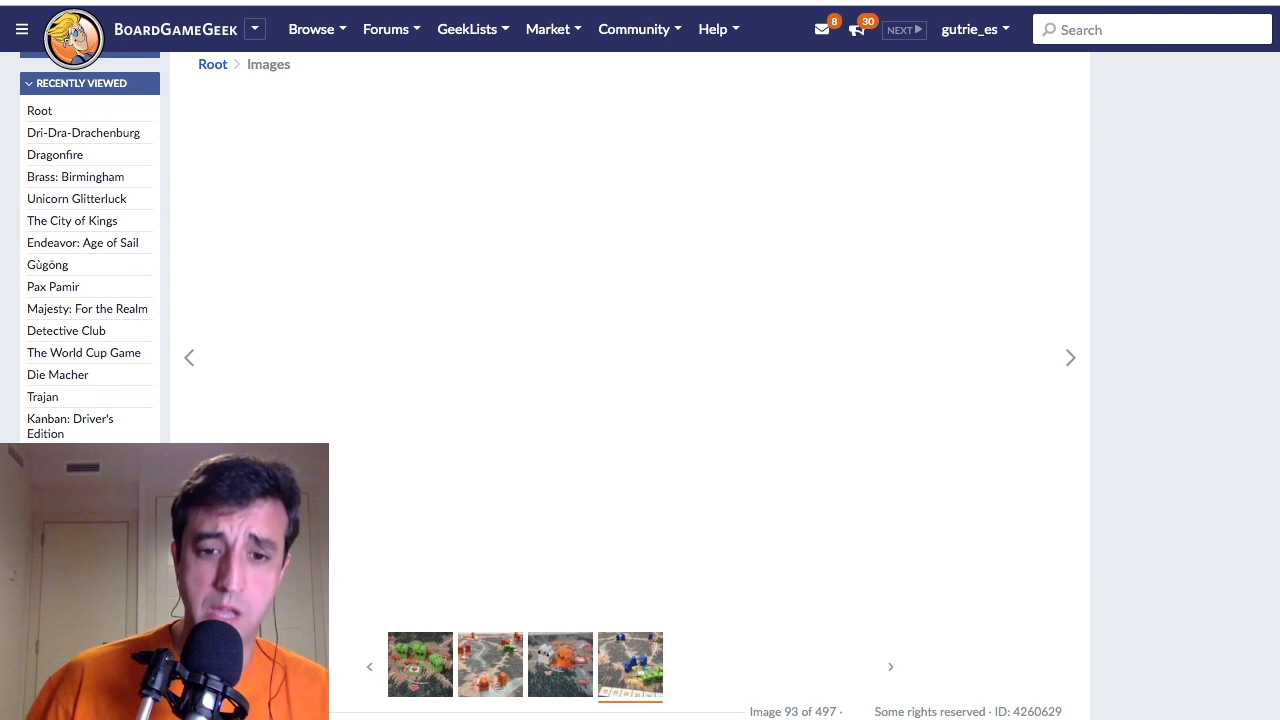 BOARDGAMEGEEK
Browse
Forums
GeekLists
Market
Community
Help
8
30
NEXT
gutrie_es
Search
RECENTLY VIEWED
Root
Dri-Dra-Drachenburg
Dragonfire
Brass: Birmingham
Unicorn Glitterluck
The City of Kings
Endeavor: Age of Sail
Gùgōng
Pax Pamir
Majesty: For the Realm
Detective Club
The World Cup Game
Die Macher
Trajan
Kanban: Driver's
Edition
Root
Images
Image 93 of 497 ·
Some rights reserved · ID: 4260629